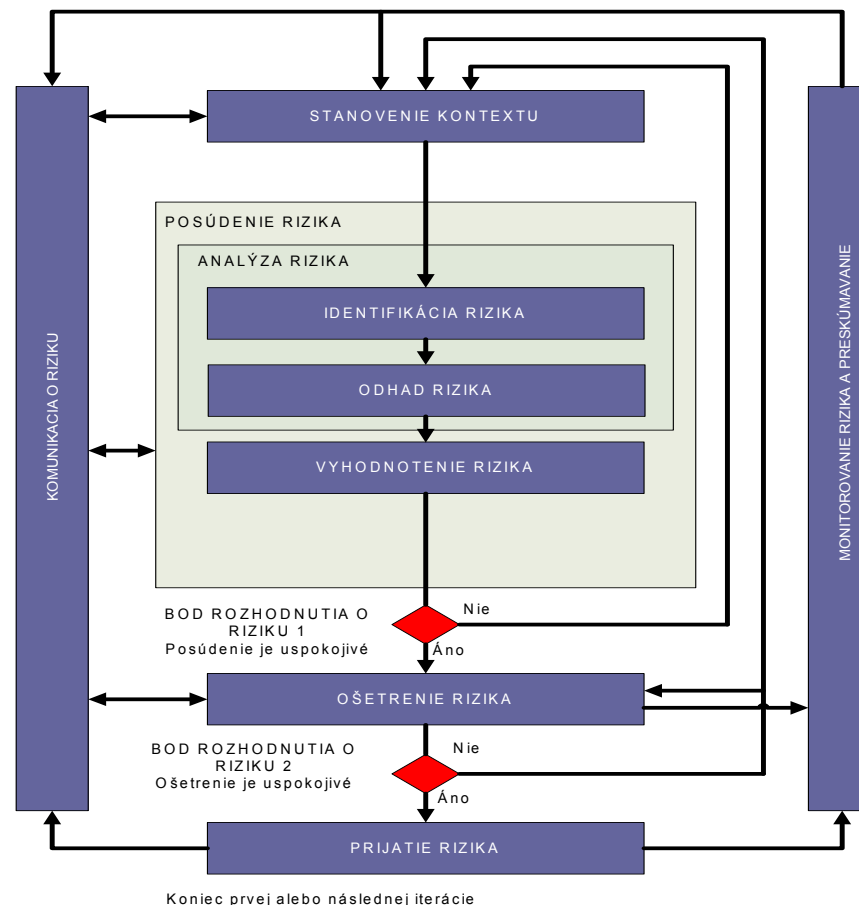 STANOVENIE KONTEXTU
POSÚDENIE RIZIKA
ANALÝZA RIZIKA
IDENTIFIKÁCIA RIZIKA
ODHAD RIZIKA
VYHODNOTENIE RIZIKA
KOMUNIKACIA O RIZIKU
MONITOROVANIE RIZIKA A PRESKÚMAVANIE
BOD ROZHODNUTIA O
RIZIKU 1
Posúdenie je uspokojivé
Nie
Áno
OŠETRENIE RIZIKA
BOD ROZHODNUTIA O
RIZIKU 2
Ošetrenie je uspokojivé
Nie
Áno
PRIJATIE RIZIKA
Koniec prvej alebo následnej iterácie